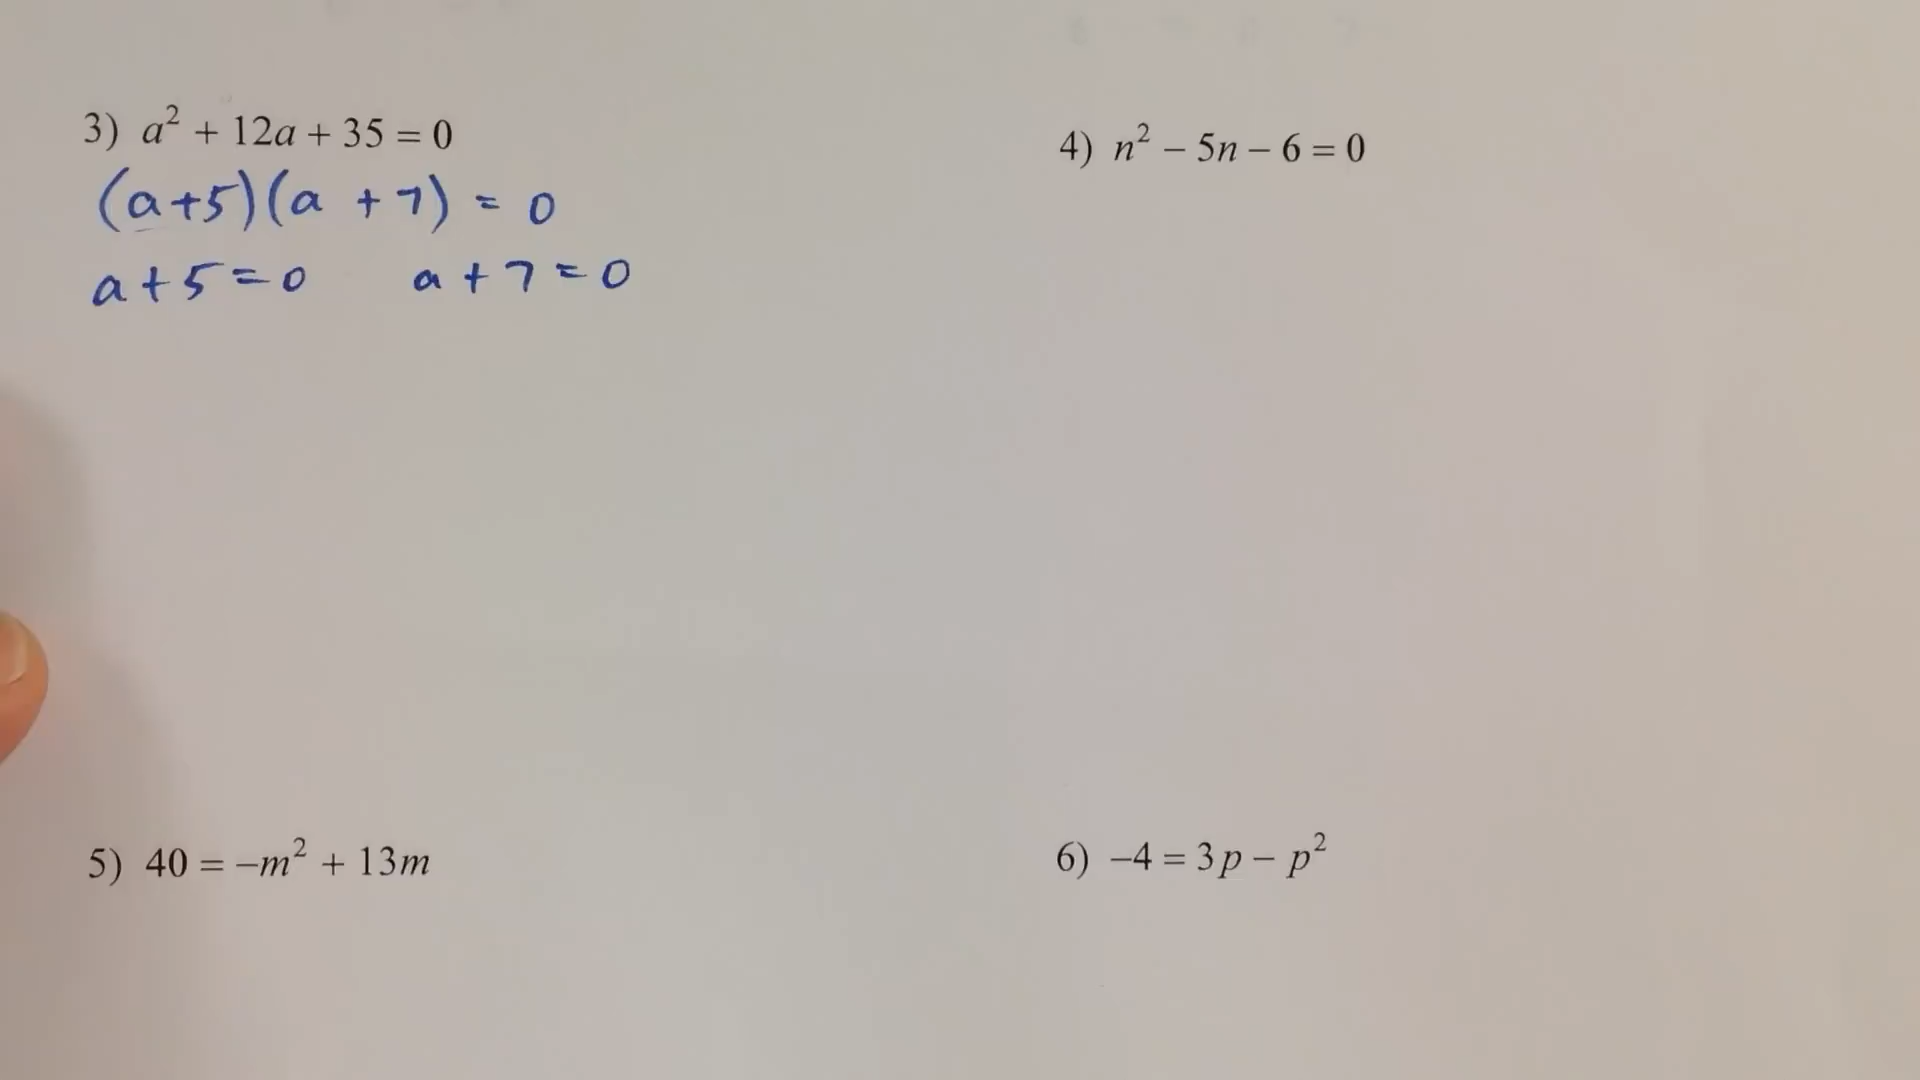 3) a² + 12a + 35 = 0
(a+5)(a +7) = 0
a+5=0 a+7=0
4) n² − 5n − 6 = 0
5) 40 = −m² + 13m
6) −4 = 3p − p²